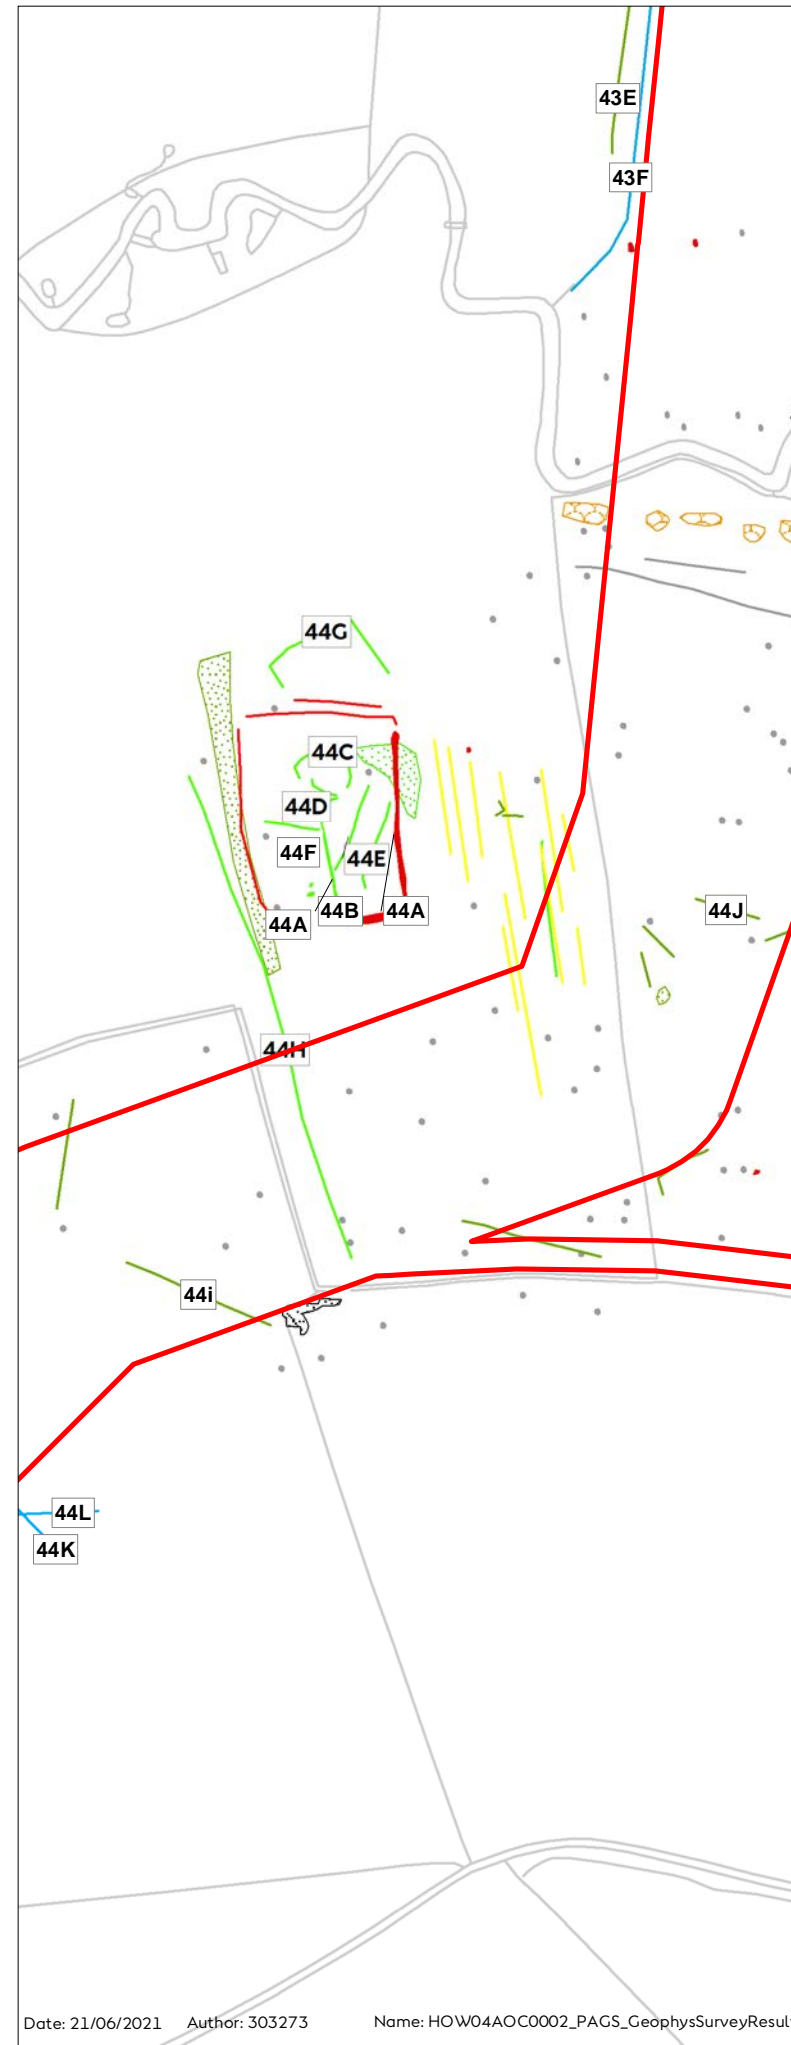 43E
43F
44G
44C
44D
44F
44E
44A
44B
44A
44J
44H
44i
44L
44K
Date: 21/06/2021 Author: 303273 Name: HOW04AOC0002_PAGS_GeophysSurveyResul